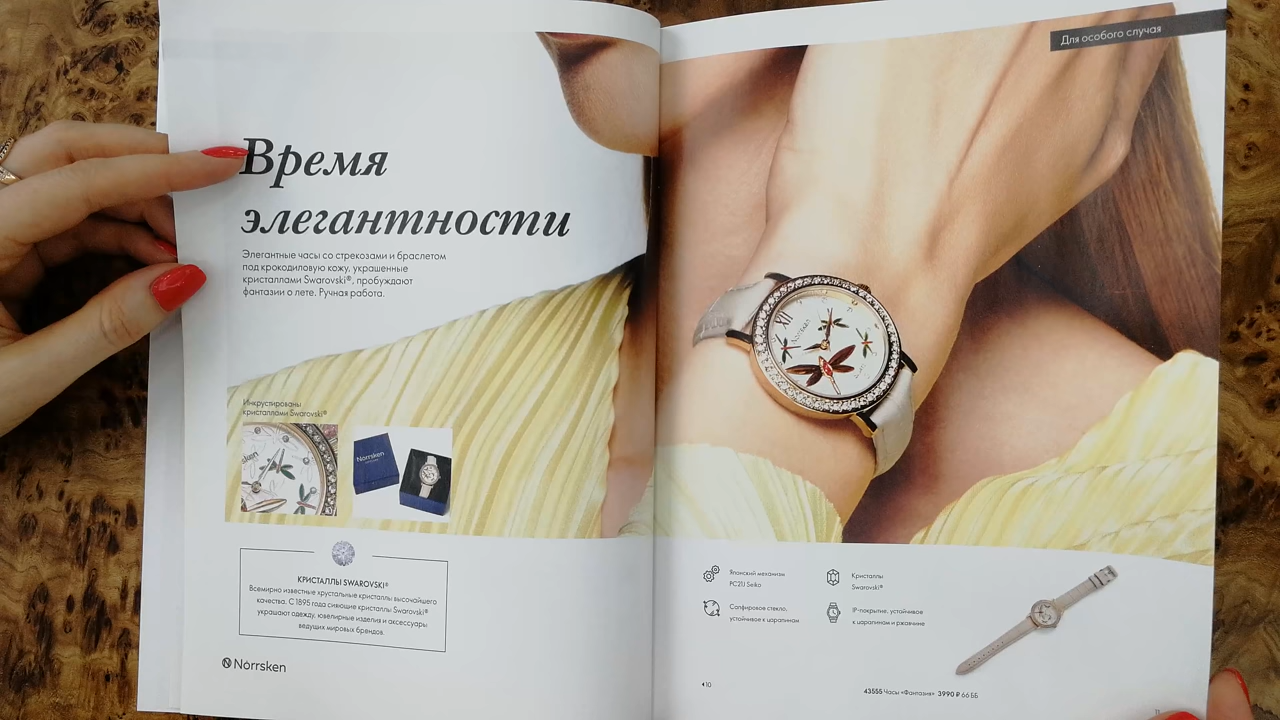 Для особого случая
Время
элегантности
Элегантные часы со стрекозами и браслетом
под крокодиловую кожу, украшенные
кристаллами Swarovski®, пробуждают
фантазии о лете. Ручная работа.
Инкрустированы
кристаллами Swarovski®
Norrsken
КРИСТАЛЛЫ SWAROVSKI®
Всемирно известные хрустальные кристаллы высочайшего
качества. С 1895 года сияющие кристаллы Swarovski®
украшают одежду, ювелирные изделия и аксессуары
ведущих мировых брендов.
Norrsken
XII
Norrsken
Японский механизм
PC21J Seiko
Кристаллы
Swarovski®
Сапфировое стекло,
устойчивое к царапинам
IP-покрытие, устойчивое
к царапинам и ржавчине
10
43555 Часы «Фантазия» 3990 ₽ 66 ББ